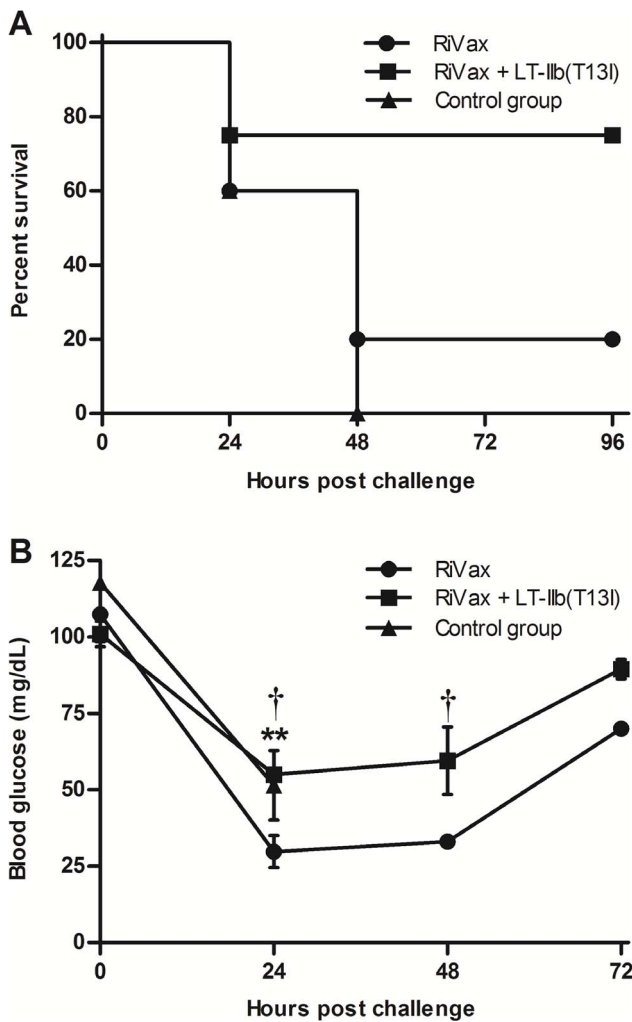 A
100
80
60
40
20
0
Percent survival
RiVax
RiVax + LT-IIb(T13I)
Control group
0 24 48 72 96
Hours post challenge
B
125
100
75
50
25
0
Blood glucose (mg/dL)
RiVax
RiVax + LT-IIb(T13I)
Control group
† †
**
0 24 48 72
Hours post challenge